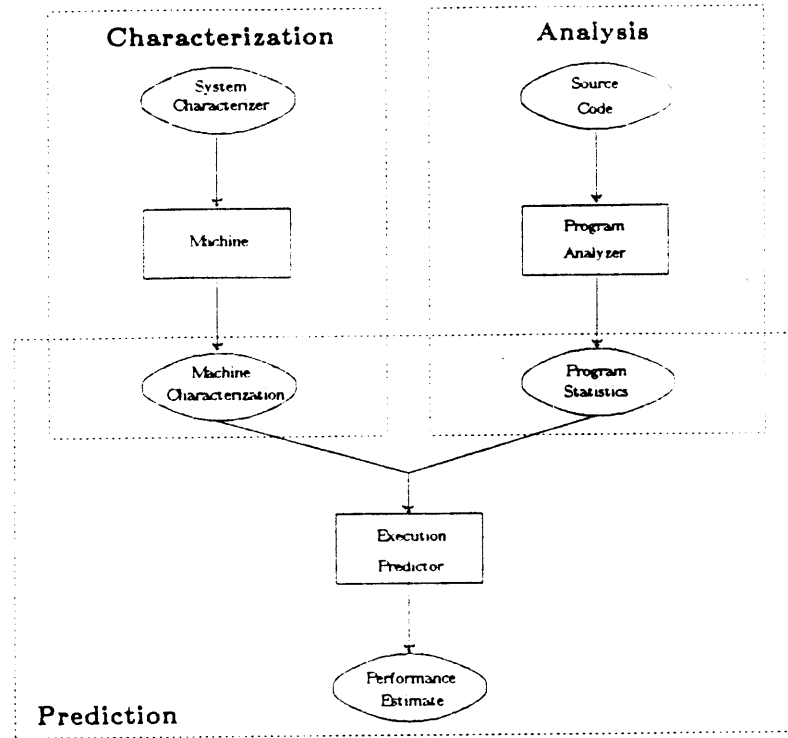 Characterization
System
Characterizer
Machine
Machine
Characterization
Analysis
Source
Code
Program
Analyzer
Program
Statistics
Execution
Predictor
Performance
Estimate
Prediction